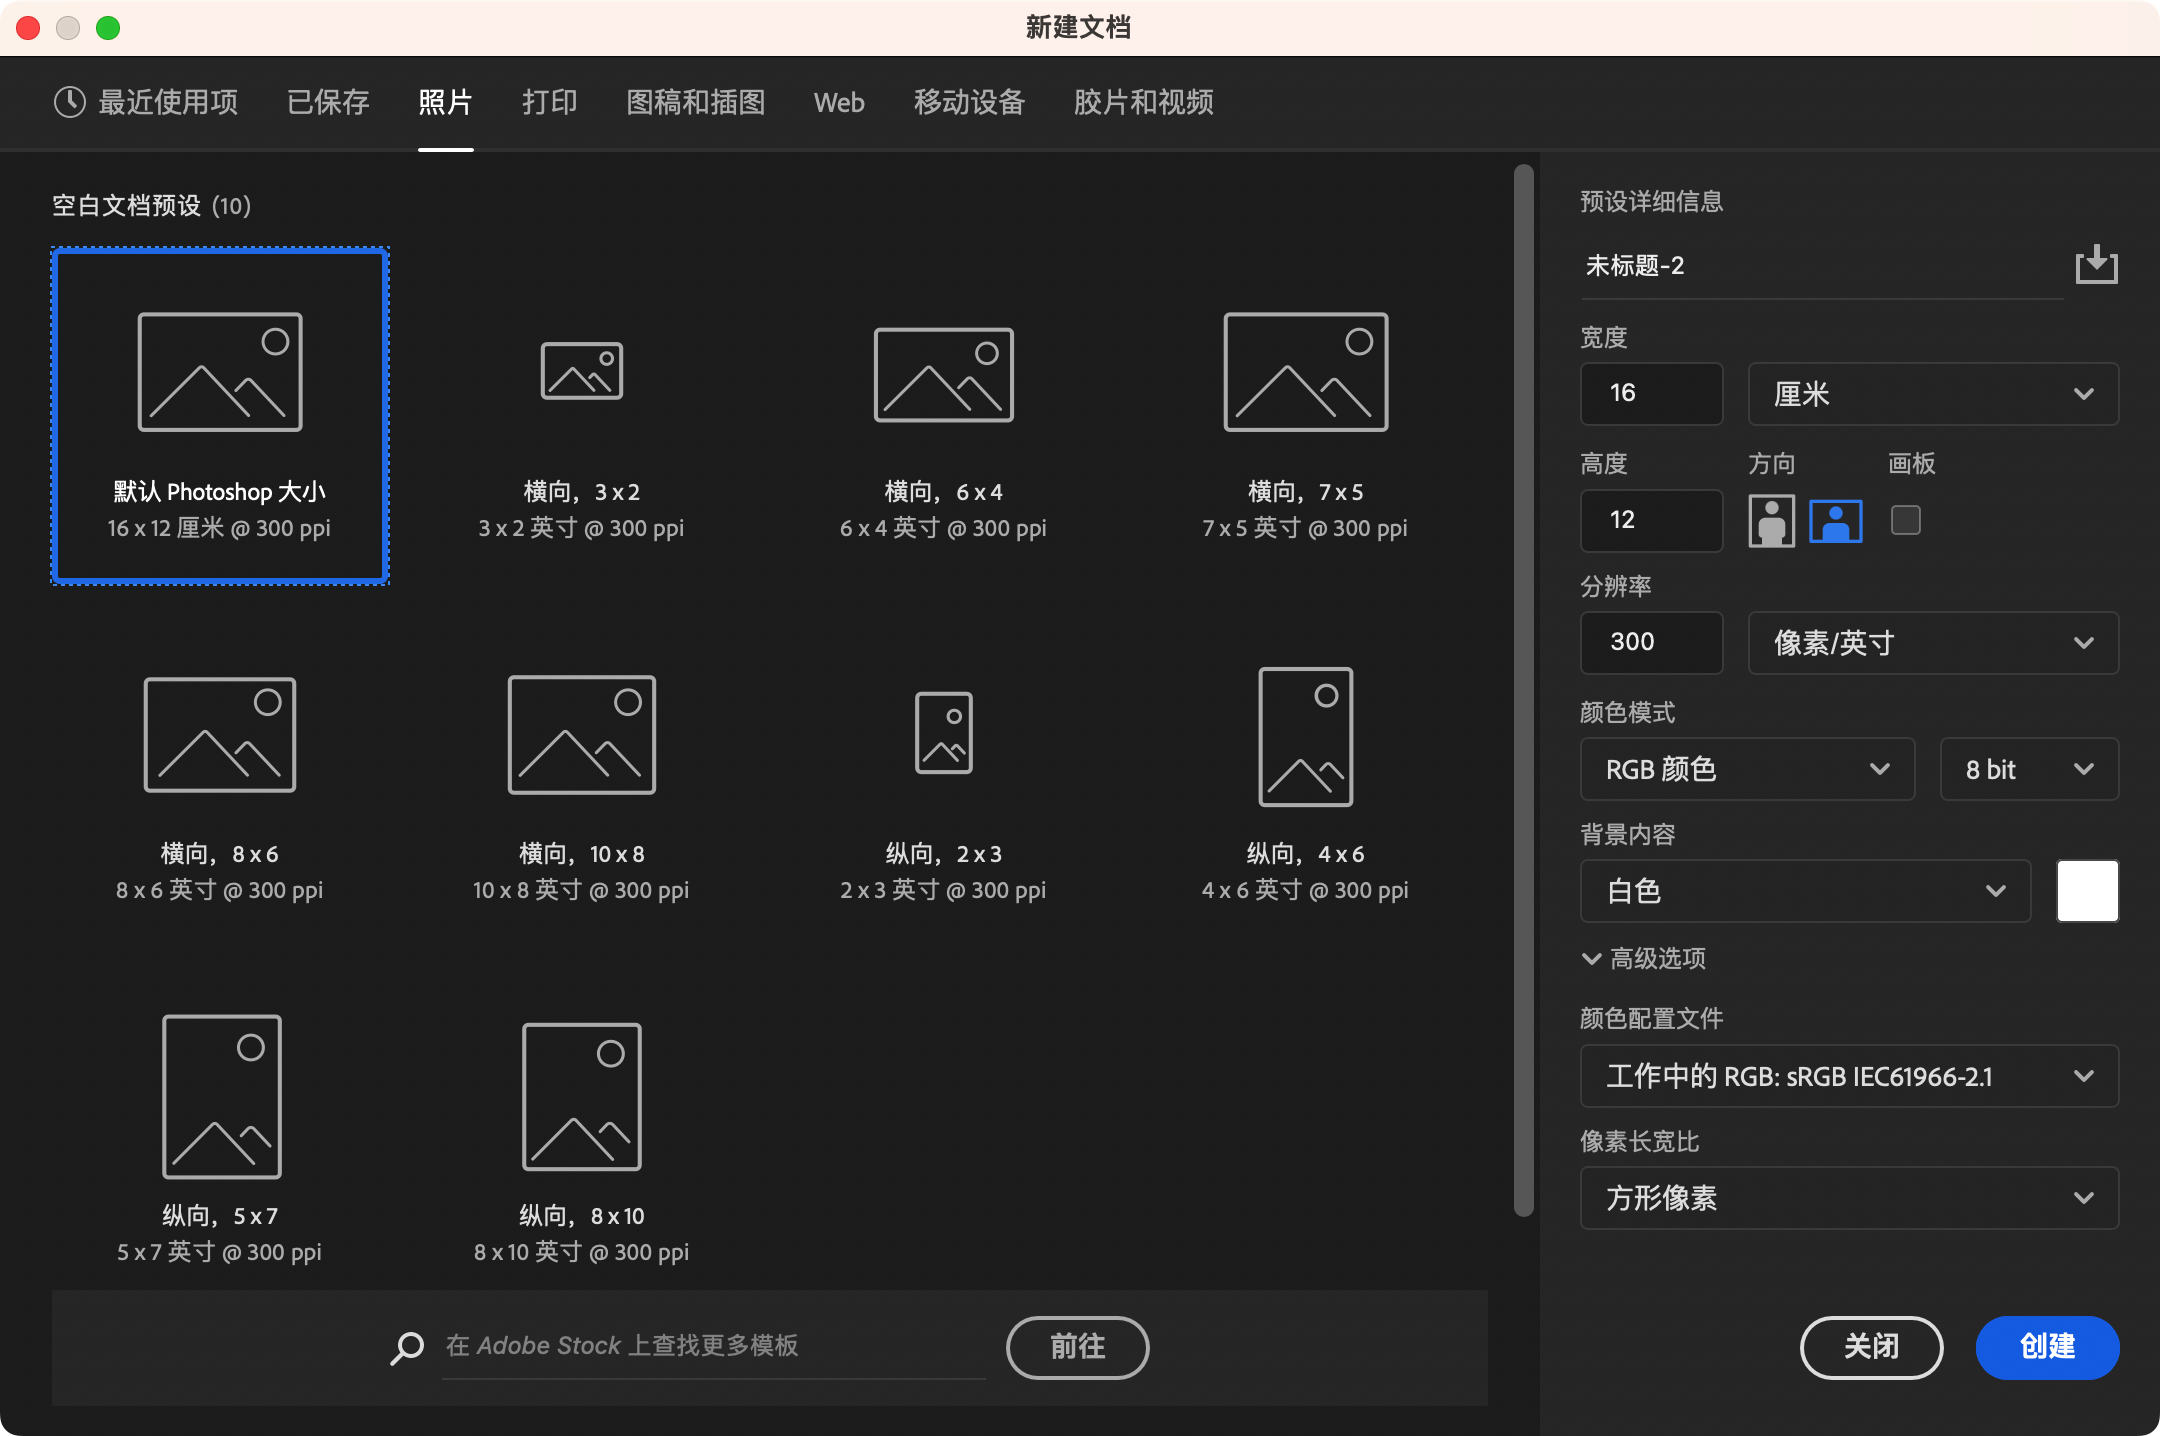 新建文档
最近使用项 已保存 照片 打印 图稿和插图 Web 移动设备 胶片和视频
空白文档预设 (10)
默认 Photoshop 大小
16 x 12 厘米 @ 300 ppi
横向，3 x 2
3 x 2 英寸 @ 300 ppi
横向，6 x 4
6 x 4 英寸 @ 300 ppi
横向，7 x 5
7 x 5 英寸 @ 300 ppi
横向，8 x 6
8 x 6 英寸 @ 300 ppi
横向，10 x 8
10 x 8 英寸 @ 300 ppi
纵向，2 x 3
2 x 3 英寸 @ 300 ppi
纵向，4 x 6
4 x 6 英寸 @ 300 ppi
纵向，5 x 7
5 x 7 英寸 @ 300 ppi
纵向，8 x 10
8 x 10 英寸 @ 300 ppi
在 Adobe Stock 上查找更多模板
前往
预设详细信息
未标题-2
宽度
16 厘米
高度 方向 画板
12
分辨率
300 像素/英寸
颜色模式
RGB 颜色 8 bit
背景内容
白色
高级选项
颜色配置文件
工作中的 RGB: sRGB IEC61966-2.1
像素长宽比
方形像素
关闭 创建